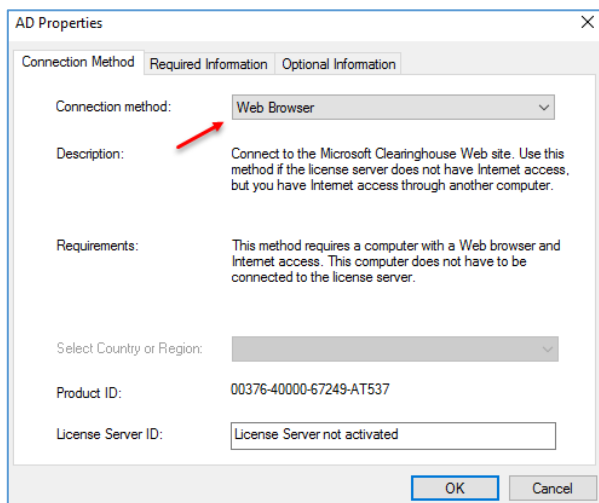 AD Properties
Connection Method Required Information Optional Information
Connection method: Web Browser
Description: Connect to the Microsoft Clearinghouse Web site. Use this
method if the license server does not have Internet access,
but you have Internet access through another computer.
Requirements: This method requires a computer with a Web browser and
Internet access. This computer does not have to be
connected to the license server.
Select Country or Region:
Product ID: 00376-40000-67249-AT537
License Server ID: License Server not activated
OK Cancel